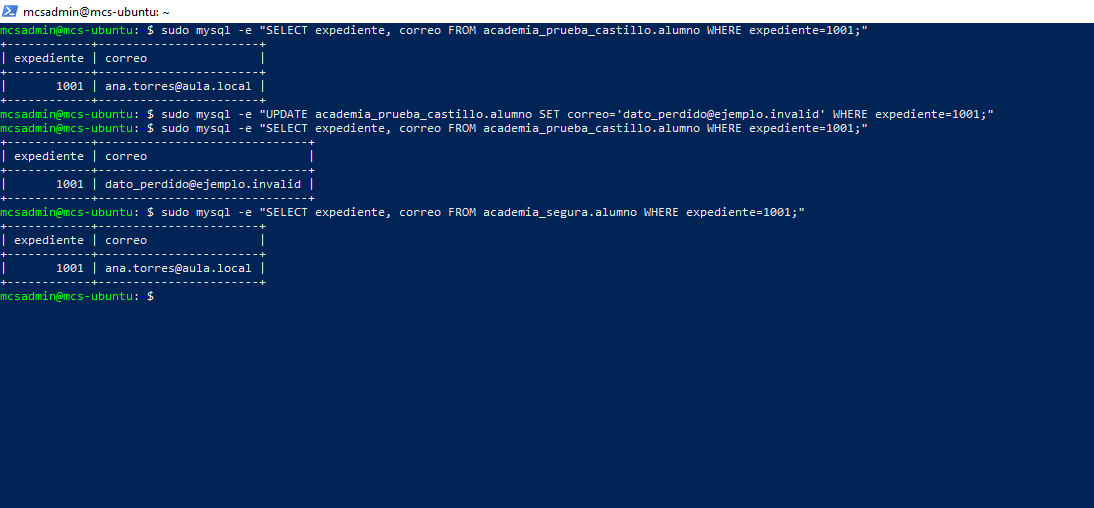 mcsadmin@mcs-ubuntu: ~
mcsadmin@mcs-ubuntu: $ sudo mysql -e "SELECT expediente, correo FROM academia_prueba_castillo.alumno WHERE expediente=1001;"
+------------+-----------------------+
| expediente | correo                |
+------------+-----------------------+
|       1001 | ana.torres@aula.local |
+------------+-----------------------+
mcsadmin@mcs-ubuntu: $ sudo mysql -e "UPDATE academia_prueba_castillo.alumno SET correo='dato_perdido@ejemplo.invalid' WHERE expediente=1001;"
mcsadmin@mcs-ubuntu: $ sudo mysql -e "SELECT expediente, correo FROM academia_prueba_castillo.alumno WHERE expediente=1001;"
+------------+------------------------------+
| expediente | correo                       |
+------------+------------------------------+
|       1001 | dato_perdido@ejemplo.invalid |
+------------+------------------------------+
mcsadmin@mcs-ubuntu: $ sudo mysql -e "SELECT expediente, correo FROM academia_segura.alumno WHERE expediente=1001;"
+------------+-----------------------+
| expediente | correo                |
+------------+-----------------------+
|       1001 | ana.torres@aula.local |
+------------+-----------------------+
mcsadmin@mcs-ubuntu: $